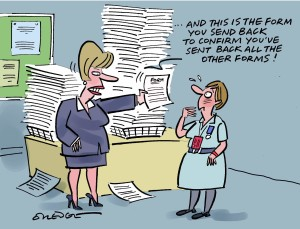 ... AND THIS IS THE FORM
YOU SEND BACK
TO CONFIRM YOU'VE
SENT BACK ALL THE
OTHER FORMS!